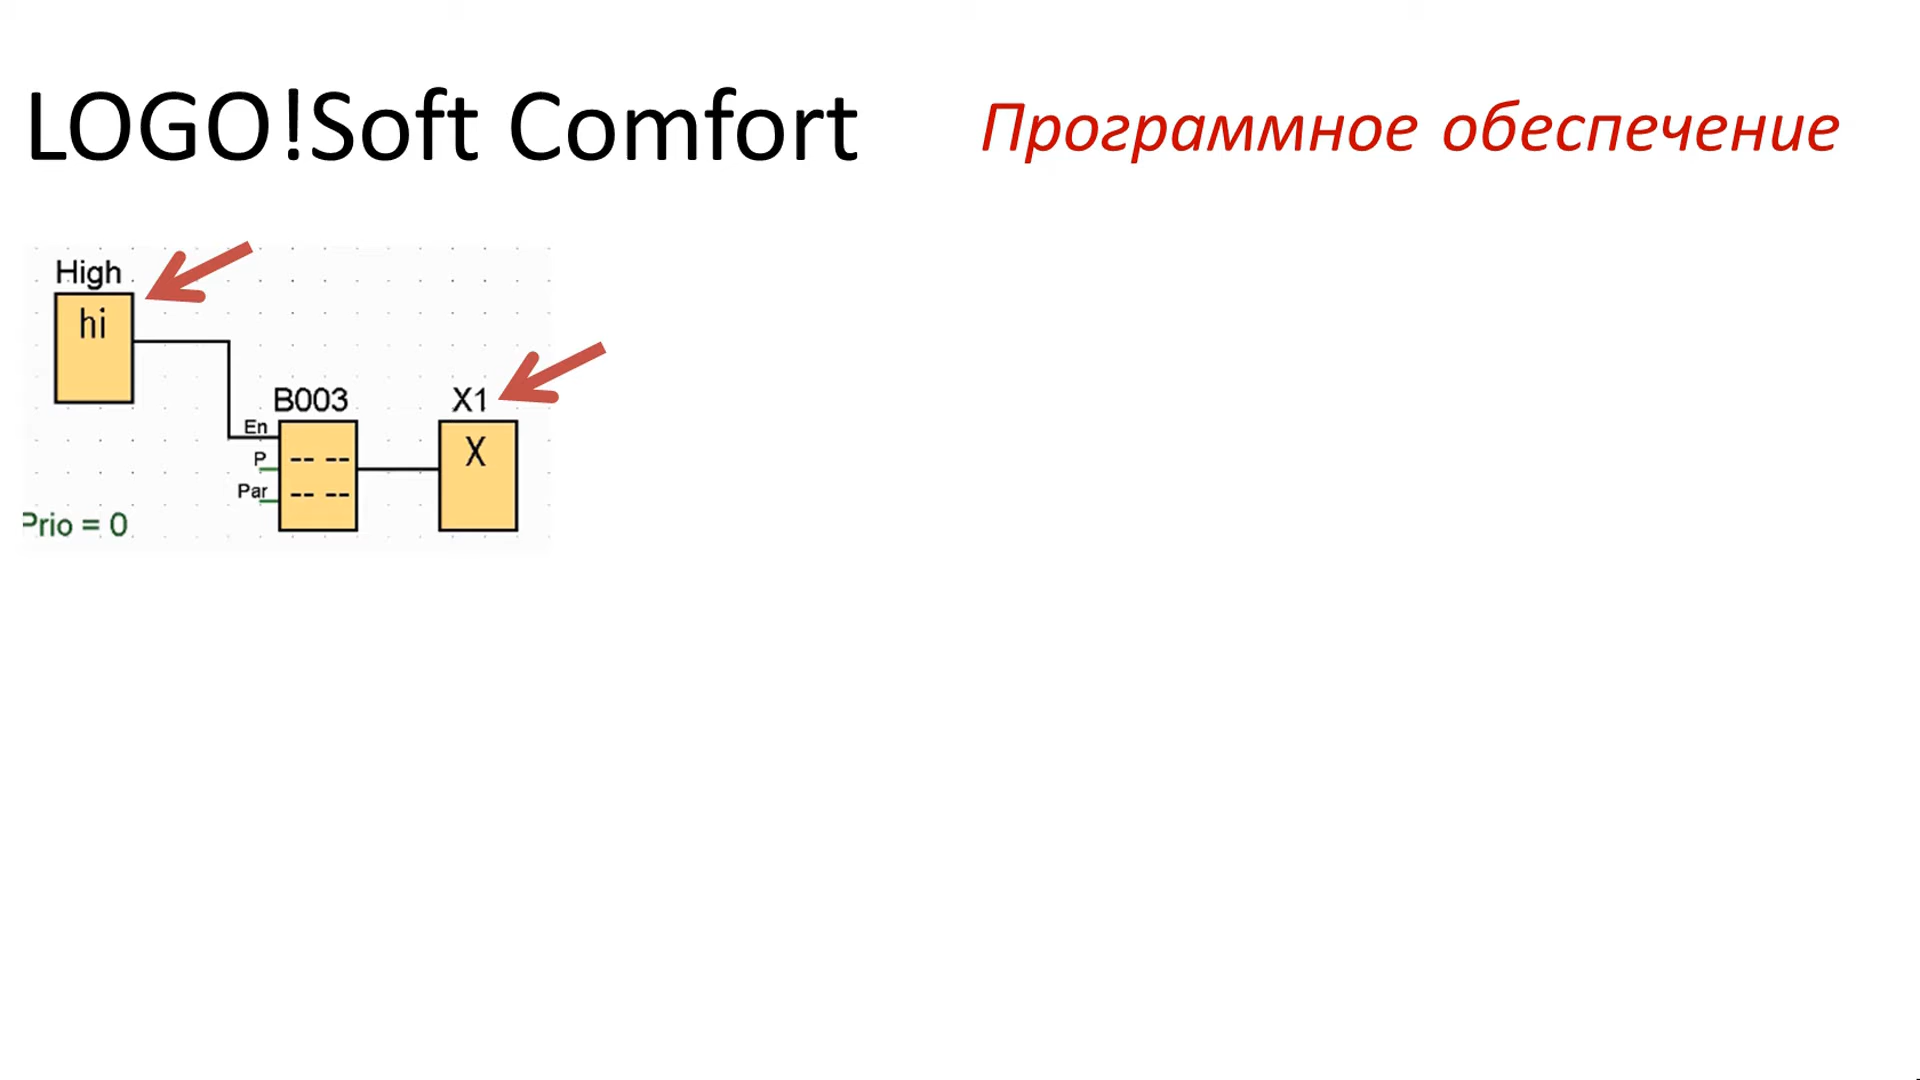 LOGO!Soft Comfort
Программное обеспечение
High
hi
B003
X1
En
P
Par
-- --
-- --
X
Prio = 0